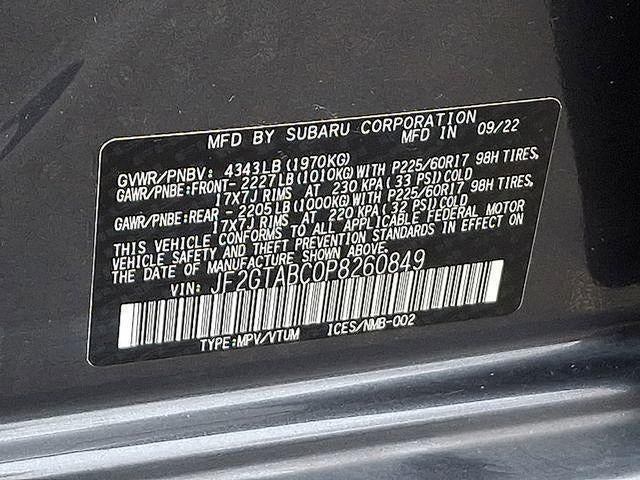 MFD BY SUBARU CORPORATION
MFD IN 09/22
GVWR/PNBV: 4343LB(1970KG)
GAWR/PNBE:FRONT-2227LB(1010KG)WITH P225/60R17 98H TIRES,
17X7J RIMS AT 230 KPA(33 PSI)COLD
GAWR/PNBE:REAR -2205LB(1000KG)WITH P225/60R17 98H TIRES,
17X7J RIMS AT 220 KPA(32 PSI)COLD
THIS VEHICLE CONFORMS TO ALL APPLICABLE FEDERAL MOTOR
VEHICLE SAFETY AND THEFT PREVENTION STANDARDS IN EFFECT ON
THE DATE OF MANUFACTURE SHOWN ABOVE.
VIN: JF2GTABC0P8260849
TYPE:MPV/VTUM ICES/NMB-002